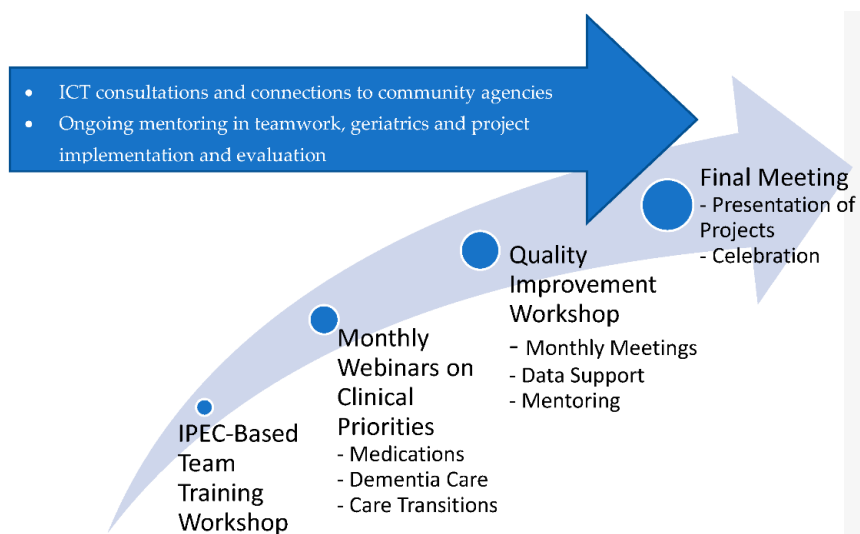 • ICT consultations and connections to community agencies
• Ongoing mentoring in teamwork, geriatrics and project
implementation and evaluation
IPEC-Based
Team
Training
Workshop
Monthly
Webinars on
Clinical
Priorities
- Medications
- Dementia Care
- Care Transitions
Quality
Improvement
Workshop
- Monthly Meetings
- Data Support
- Mentoring
Final Meeting
- Presentation of
Projects
- Celebration